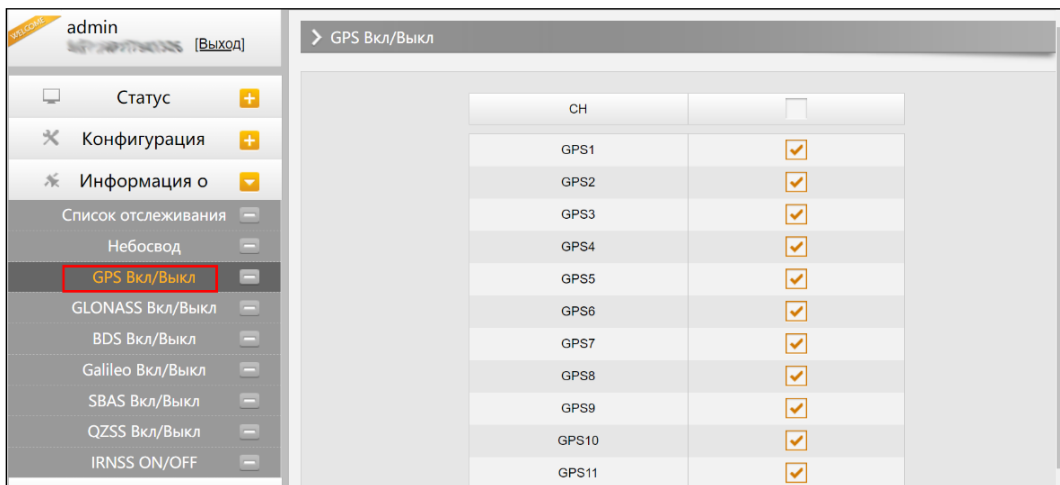 WELCOME
admin
[Выход]
Статус
Конфигурация
Информация о
Список отслеживания
Небосвод
GPS Вкл/Выкл
GLONASS Вкл/Выкл
BDS Вкл/Выкл
Galileo Вкл/Выкл
SBAS Вкл/Выкл
QZSS Вкл/Выкл
IRNSS ON/OFF
GPS Вкл/Выкл
CH
GPS1
GPS2
GPS3
GPS4
GPS5
GPS6
GPS7
GPS8
GPS9
GPS10
GPS11